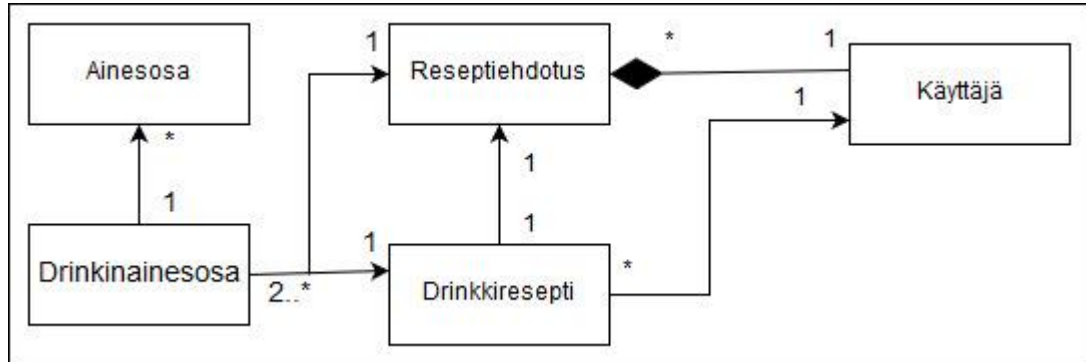 Ainesosa
1
Reseptiehdotus
*
1
Käyttäjä
1
*
1
1
1
1
Drinkinainesosa
2..*
Drinkkiresepti
*